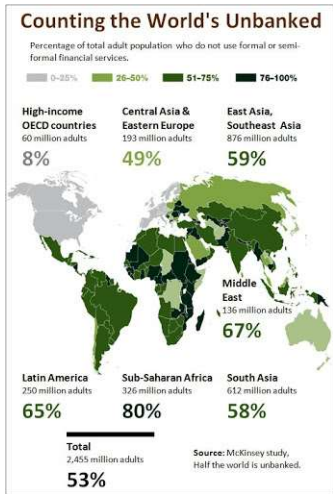 Counting the World's Unbanked
Percentage of total adult population who do not use formal or semi-
formal financial services.
0-25%
26-50%
51-75%
76-100%
High-income
OECD countries
60 million adults
8%
Central Asia &
Eastern Europe
193 million adults
49%
East Asia,
Southeast Asia
876 million adults
59%
Middle
East
136 million adults
67%
Latin America
250 million adults
65%
Sub-Saharan Africa
326 million adults
80%
South Asia
612 million adults
58%
Total
2,455 million adults
53%
Source: McKinsey study,
Half the world is unbanked.